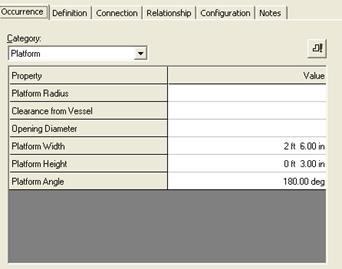 Occurrence Definition Connection Relationship Configuration Notes
Category:
Platform
Property Value
Platform Radius
Clearance from Vessel
Opening Diameter
Platform Width 2 ft 6.00 in
Platform Height 0 ft 3.00 in
Platform Angle 180.00 deg